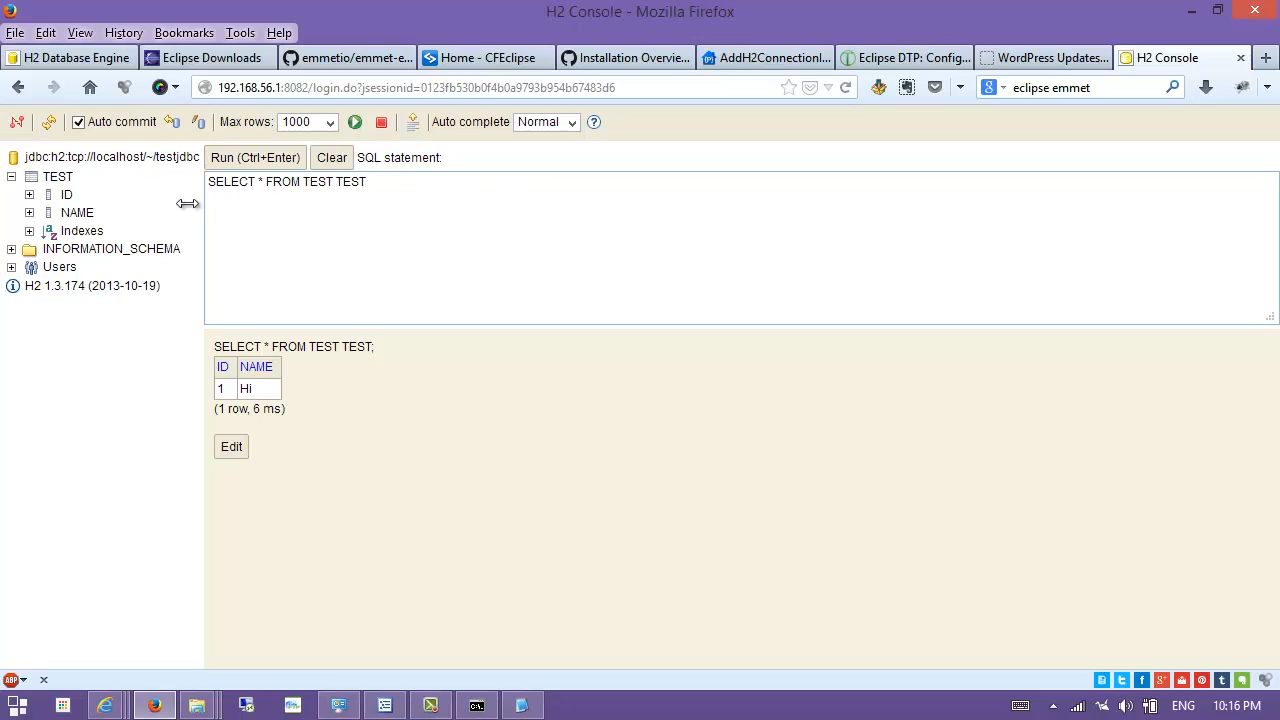 H2 Console - Mozilla Firefox
File Edit View History Bookmarks Tools Help
H2 Database Engine Eclipse Downloads emmetio/emmet-e... Home - CFEclipse Installation Overvie... AddH2ConnectionI... Eclipse DTP: Config... WordPress Updates... H2 Console
192.168.56.1:8082/login.do?jsessionid=0123fb530b0f4b0a9793b954b67483d6 eclipse emmet
Auto commit Max rows: 1000 Auto complete Normal
jdbc:h2:tcp://localhost/~/testjdbc Run (Ctrl+Enter) Clear SQL statement:
TEST
SELECT * FROM TEST TEST
ID
NAME
Indexes
INFORMATION_SCHEMA
Users
H2 1.3.174 (2013-10-19)
SELECT * FROM TEST TEST;
ID NAME
1 Hi
(1 row, 6 ms)
Edit
ABP
ENG 10:16 PM